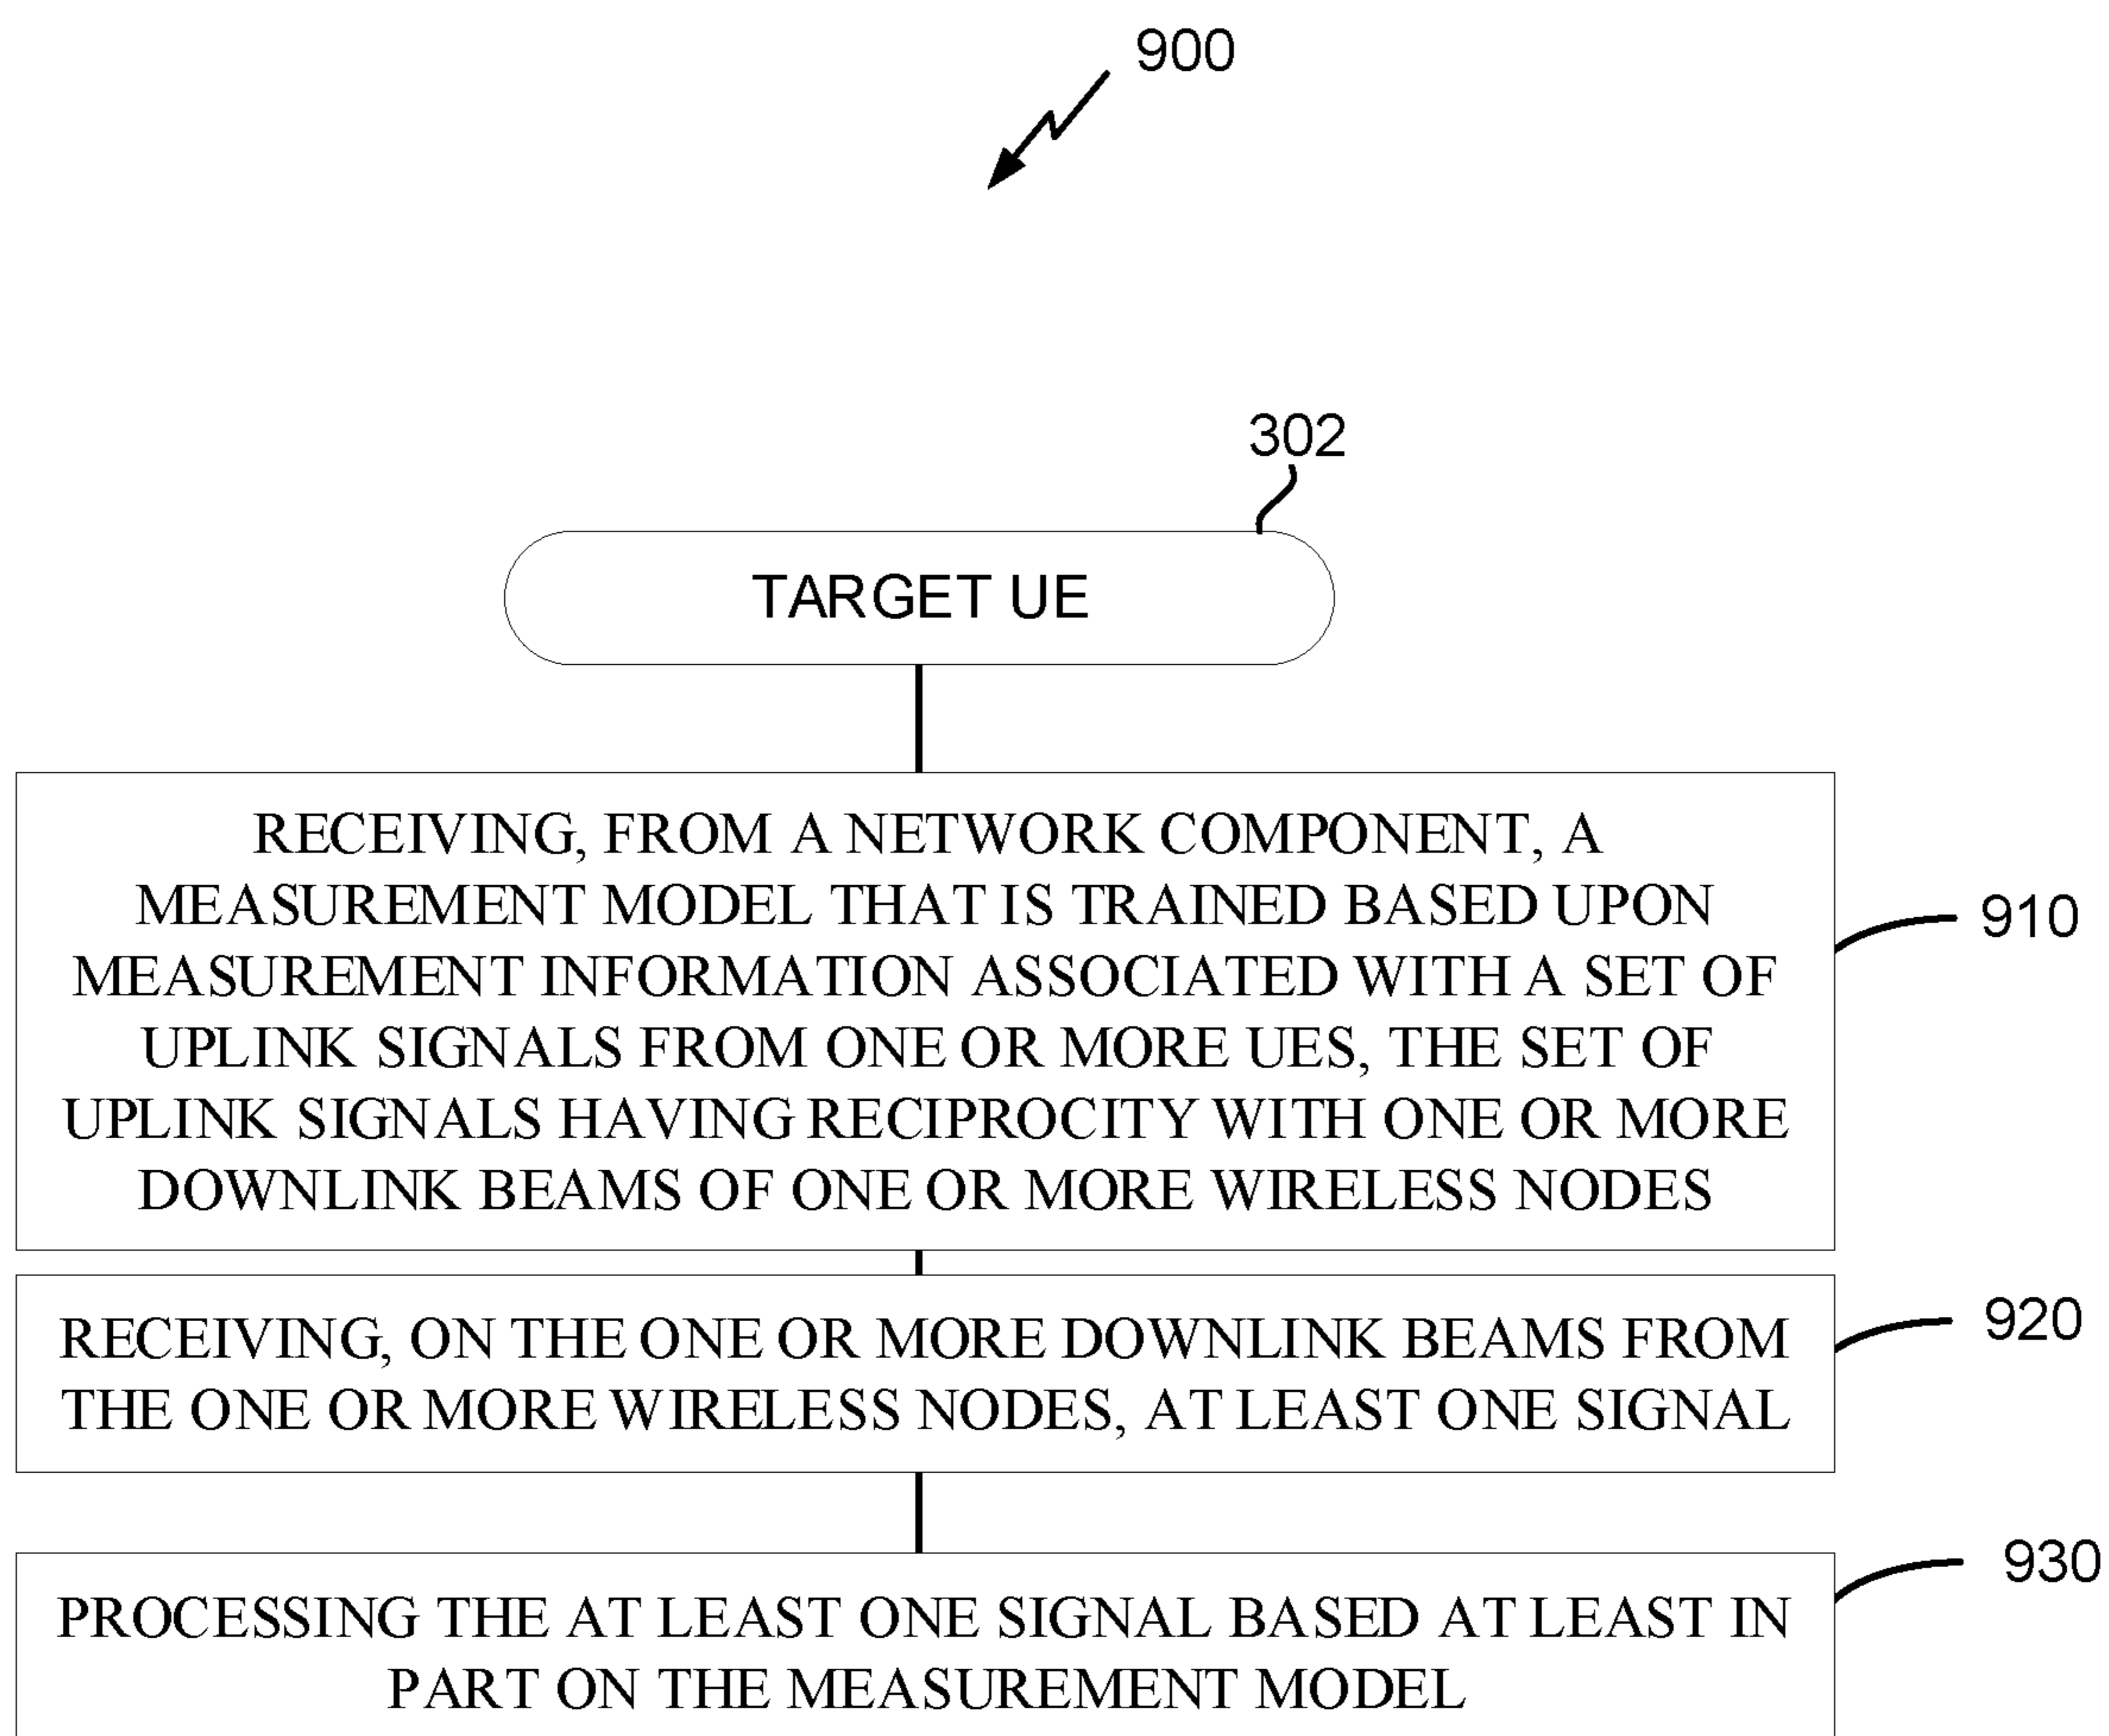 900
302
TARGET UE
RECEIVING, FROM A NETWORK COMPONENT, A
MEASUREMENT MODEL THAT IS TRAINED BASED UPON
MEASUREMENT INFORMATION ASSOCIATED WITH A SET OF
UPLINK SIGNALS FROM ONE OR MORE UES, THE SET OF
UPLINK SIGNALS HAVING RECIPROCITY WITH ONE OR MORE
DOWNLINK BEAMS OF ONE OR MORE WIRELESS NODES
910
RECEIVING, ON THE ONE OR MORE DOWNLINK BEAMS FROM
THE ONE OR MORE WIRELESS NODES, AT LEAST ONE SIGNAL
920
PROCESSING THE AT LEAST ONE SIGNAL BASED AT LEAST IN
PART ON THE MEASUREMENT MODEL
930